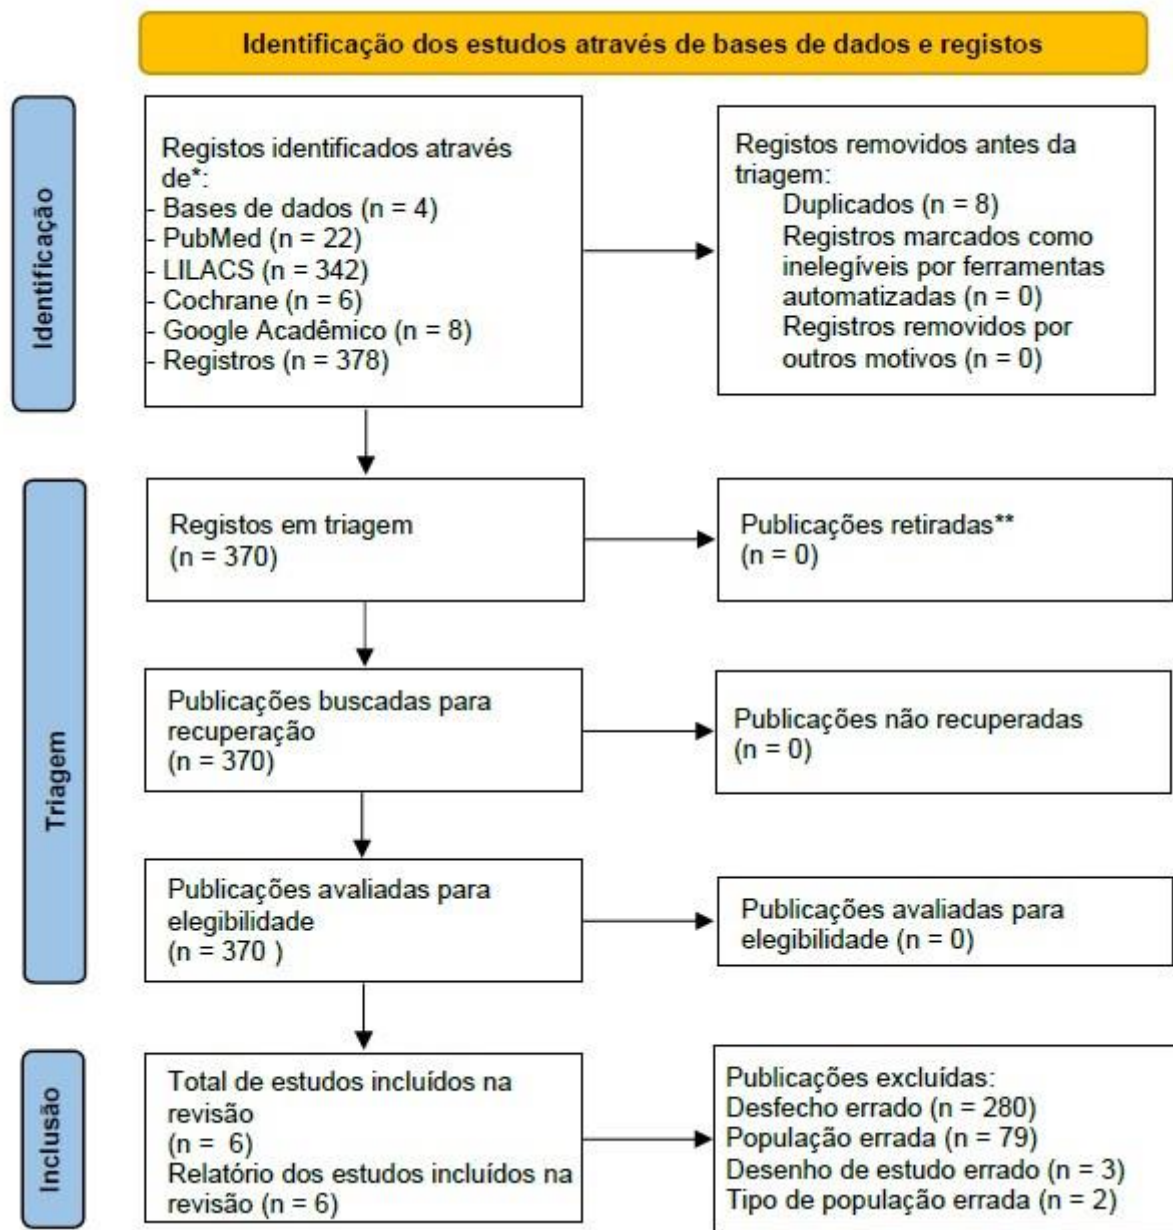 Identificação dos estudos através de bases de dados e registos
Identificação
Registos identificados através
de*:
- Bases de dados (n = 4)
- PubMed (n = 22)
- LILACS (n = 342)
- Cochrane (n = 6)
- Google Acadêmico (n = 8)
- Registros (n = 378)
Registos removidos antes da
triagem:
Duplicados (n = 8)
Registros marcados como
inelegíveis por ferramentas
automatizadas (n = 0)
Registros removidos por
outros motivos (n = 0)
Triagem
Registos em triagem
(n = 370)
Publicações retiradas**
(n = 0)
Publicações buscadas para
recuperação
(n = 370)
Publicações não recuperadas
(n = 0)
Publicações avaliadas para
elegibilidade
(n = 370 )
Publicações avaliadas para
elegibilidade (n = 0)
Inclusão
Total de estudos incluídos na
revisão
(n =  6)
Relatório dos estudos incluídos na
revisão (n = 6)
Publicações excluídas:
Desfecho errado (n = 280)
População errada (n = 79)
Desenho de estudo errado (n = 3)
Tipo de população errada (n = 2)